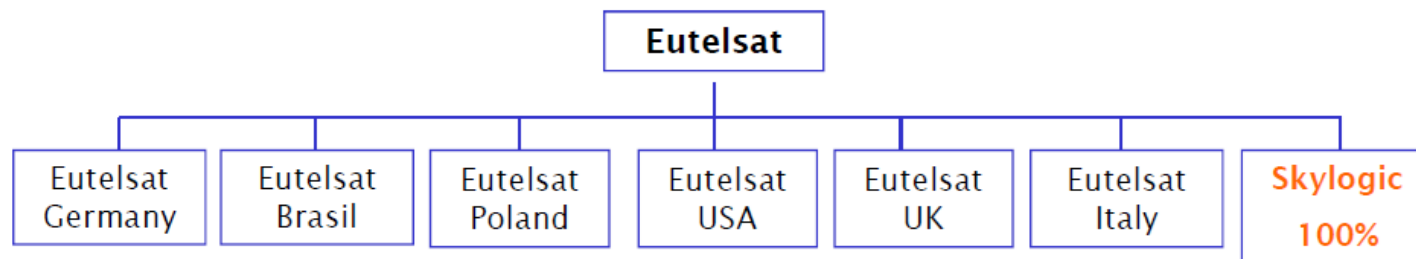 Eutelsat
Eutelsat
Germany
Eutelsat
Brasil
Eutelsat
Poland
Eutelsat
USA
Eutelsat
UK
Eutelsat
Italy
Skylogic
100%